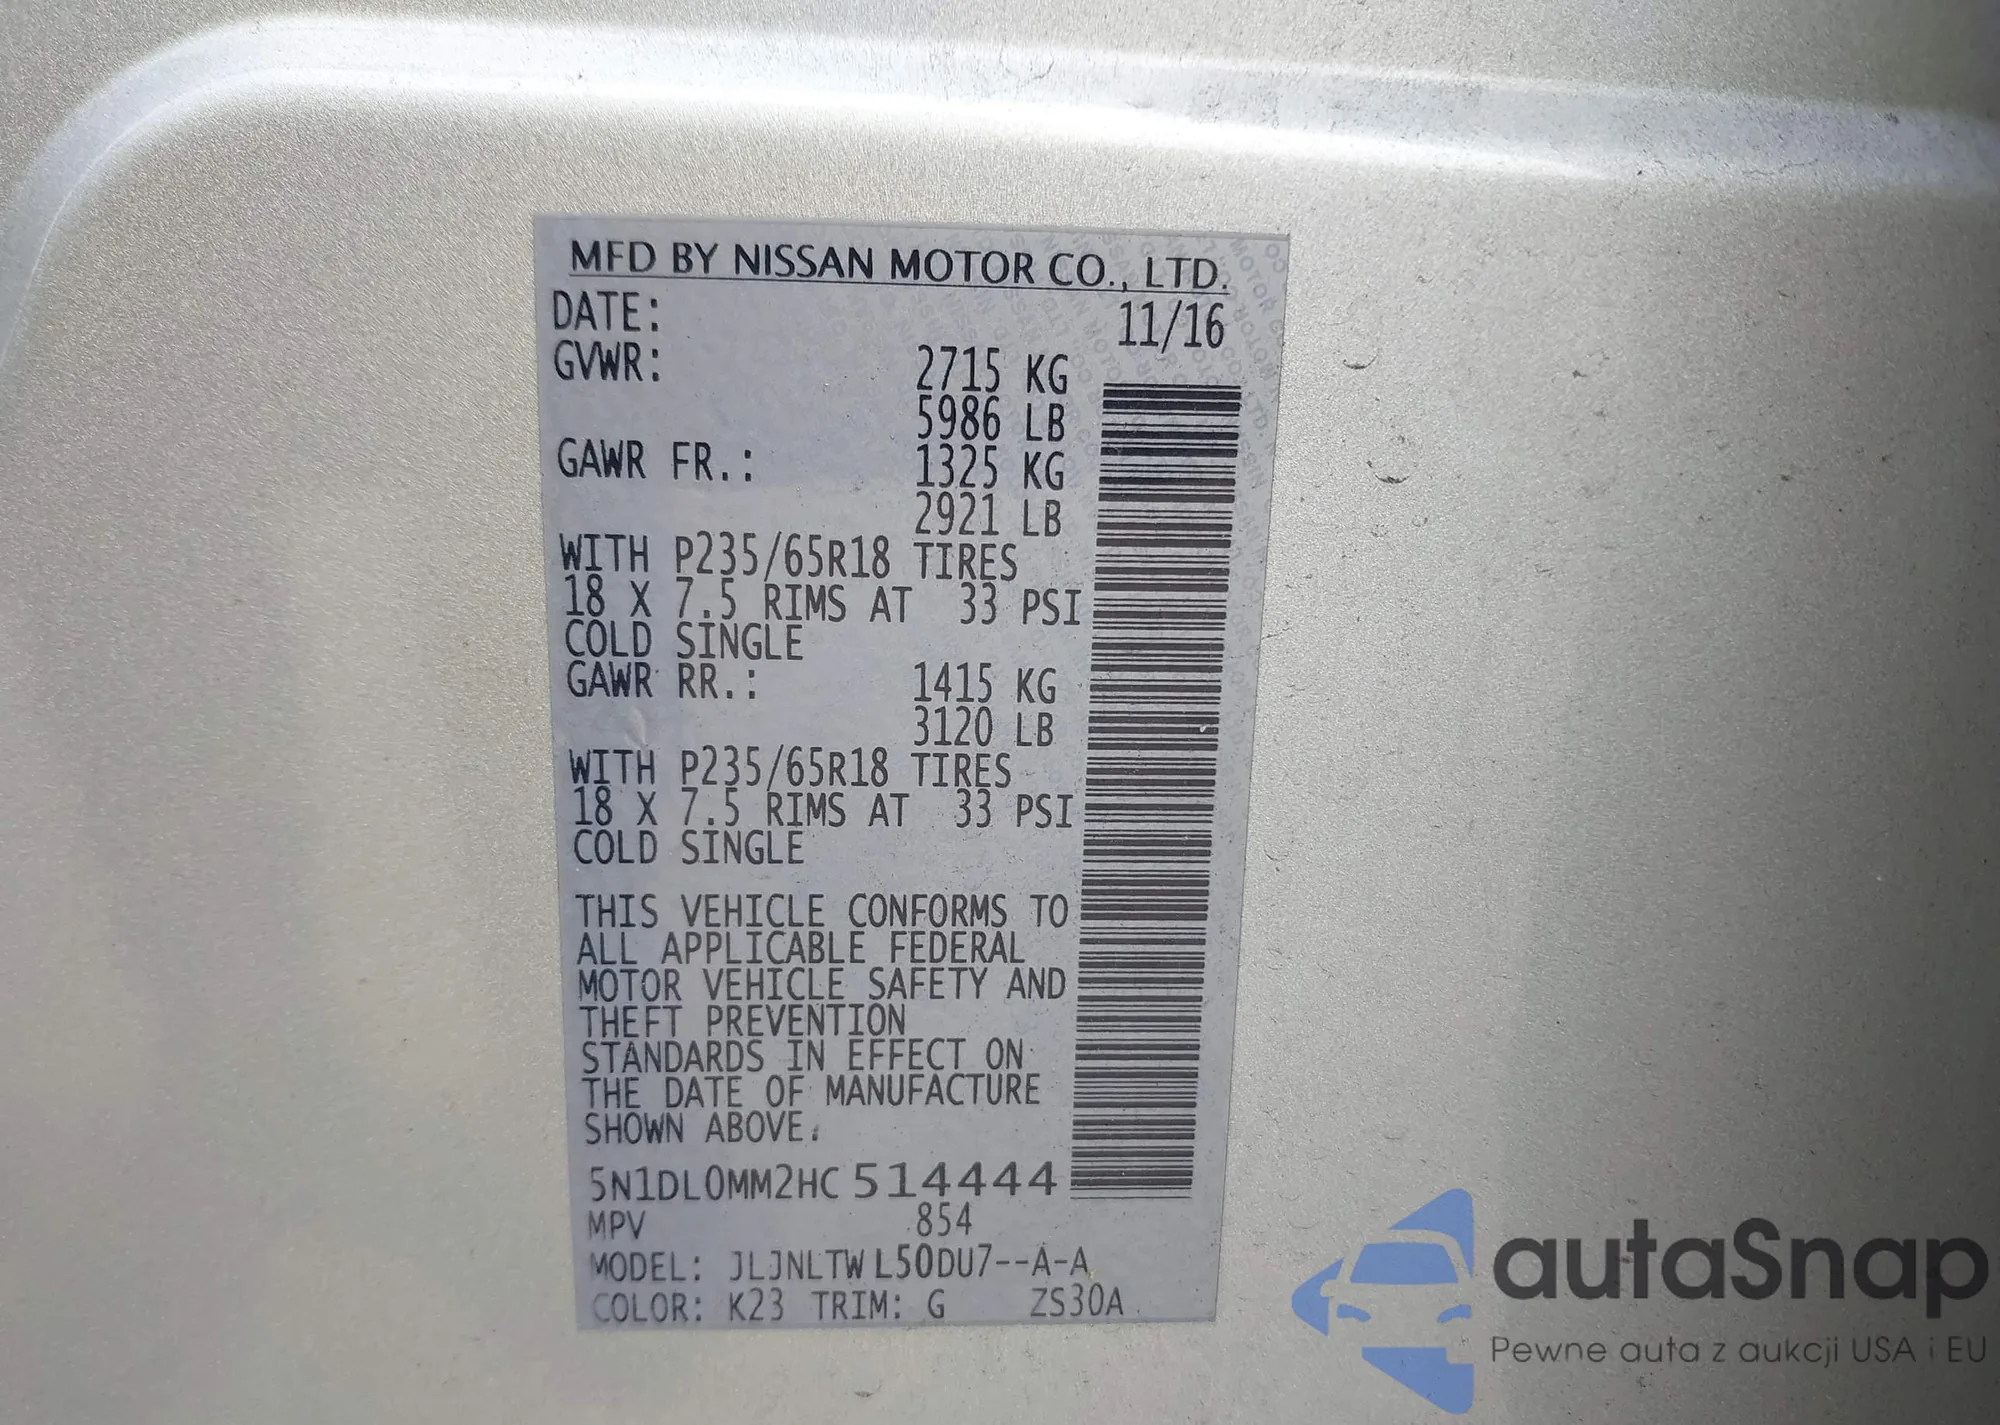 MFD BY NISSAN MOTOR CO., LTD.
DATE: 11/16
GVWR: 2715 KG
5986 LB
GAWR FR.: 1325 KG
2921 LB
WITH P235/65R18 TIRES
18 X 7.5 RIMS AT 33 PSI
COLD SINGLE
GAWR RR.: 1415 KG
3120 LB
WITH P235/65R18 TIRES
18 X 7.5 RIMS AT 33 PSI
COLD SINGLE
THIS VEHICLE CONFORMS TO
ALL APPLICABLE FEDERAL
MOTOR VEHICLE SAFETY AND
THEFT PREVENTION
STANDARDS IN EFFECT ON
THE DATE OF MANUFACTURE
SHOWN ABOVE.
5N1DL0MM2HC514444
MPV 854
MODEL: JLJNLTW L50DU7--A-A
COLOR: K23 TRIM: G ZS30A
autaSnap
Pewne auta z aukcji USA i EU